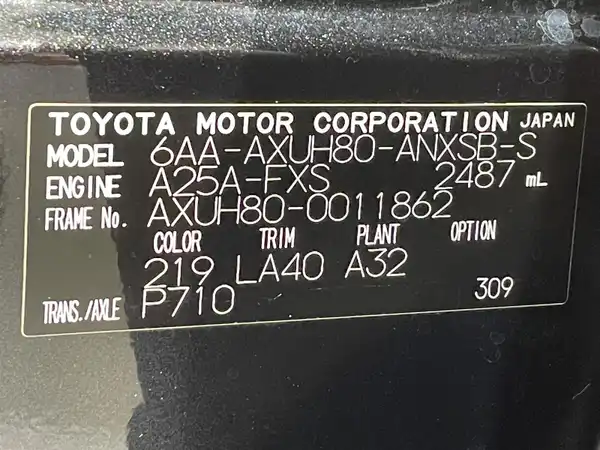 TOYOTA MOTOR CORPORATION JAPAN
MODEL 6AA-AXUH80-ANXSB-S
ENGINE A25A-FXS 2487 mL
FRAME No. AXUH80-0011862
COLOR TRIM PLANT OPTION
219 LA40 A32
TRANS./AXLE P710 309